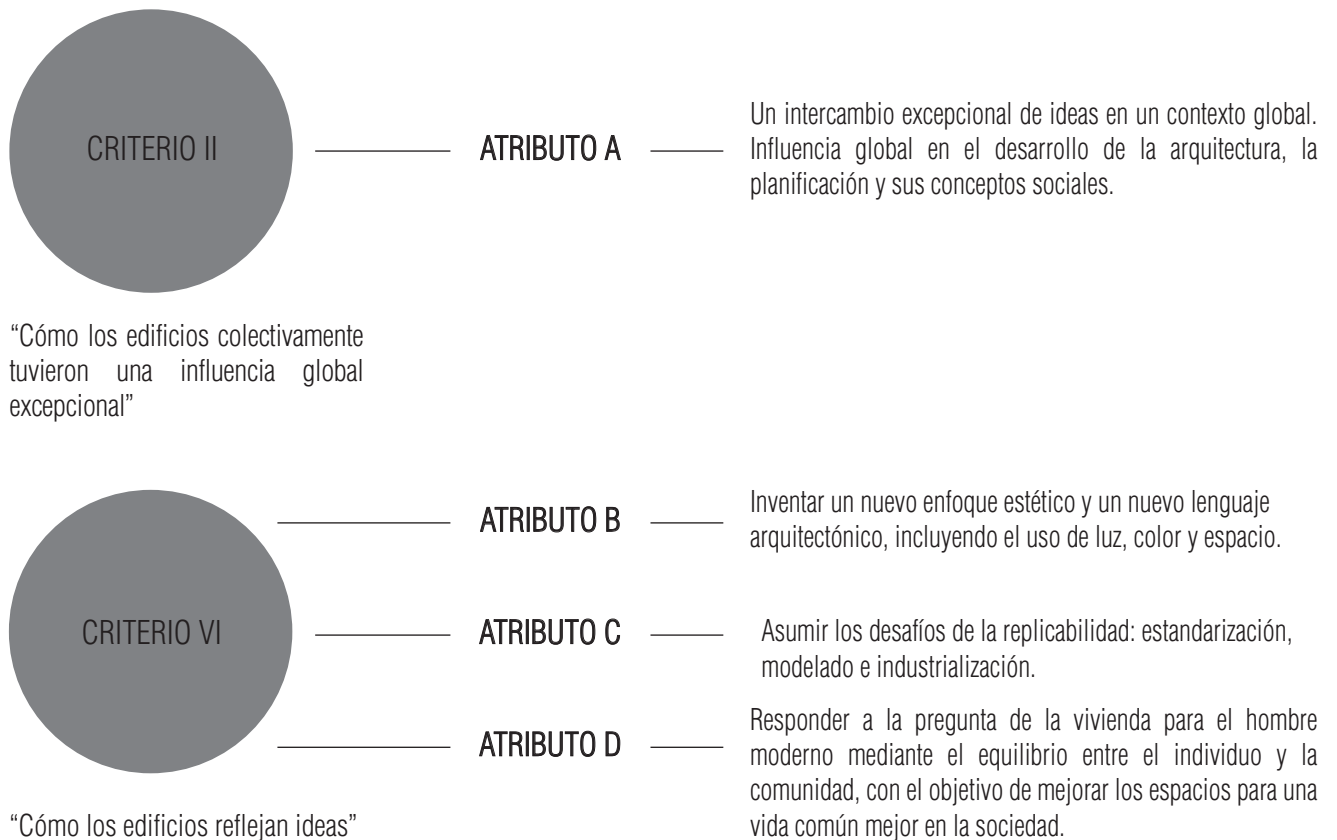 CRITERIO II
ATRIBUTO A
Un intercambio excepcional de ideas en un contexto global.
Influencia global en el desarrollo de la arquitectura, la
planificación y sus conceptos sociales.
“Cómo los edificios colectivamente
tuvieron una influencia global
excepcional”
CRITERIO VI
ATRIBUTO B
Inventar un nuevo enfoque estético y un nuevo lenguaje
arquitectónico, incluyendo el uso de luz, color y espacio.
ATRIBUTO C
Asumir los desafíos de la replicabilidad: estandarización,
modelado e industrialización.
ATRIBUTO D
Responder a la pregunta de la vivienda para el hombre
moderno mediante el equilibrio entre el individuo y la
comunidad, con el objetivo de mejorar los espacios para una
vida común mejor en la sociedad.
“Cómo los edificios reflejan ideas”